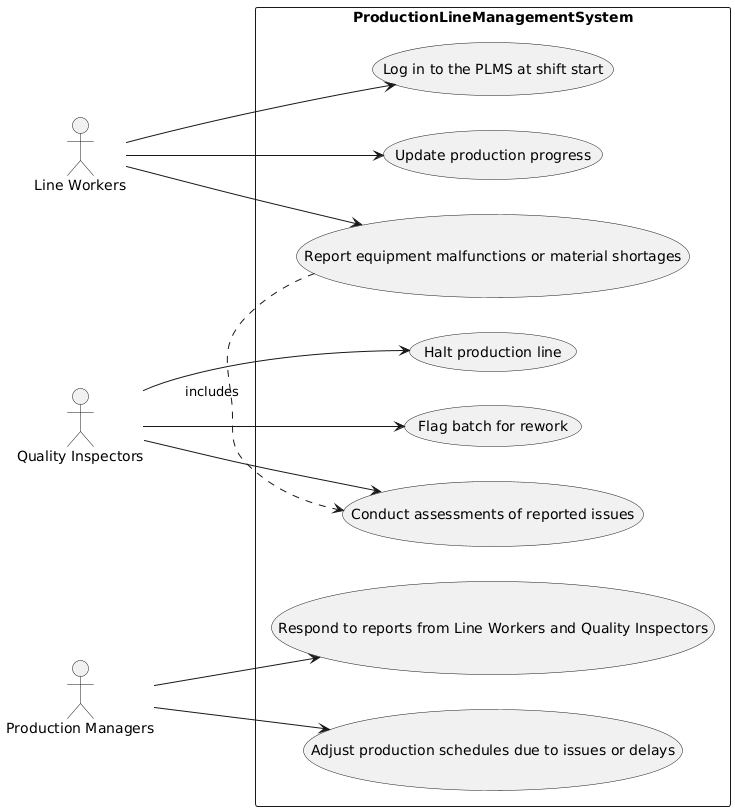 ProductionLineManagementSystem
Log in to the PLMS at shift start
Update production progress
Line Workers
Report equipment malfunctions or material shortages
Halt production line
includes
Flag batch for rework
Quality Inspectors
Conduct assessments of reported issues
Respond to reports from Line Workers and Quality Inspectors
Production Managers
Adjust production schedules due to issues or delays